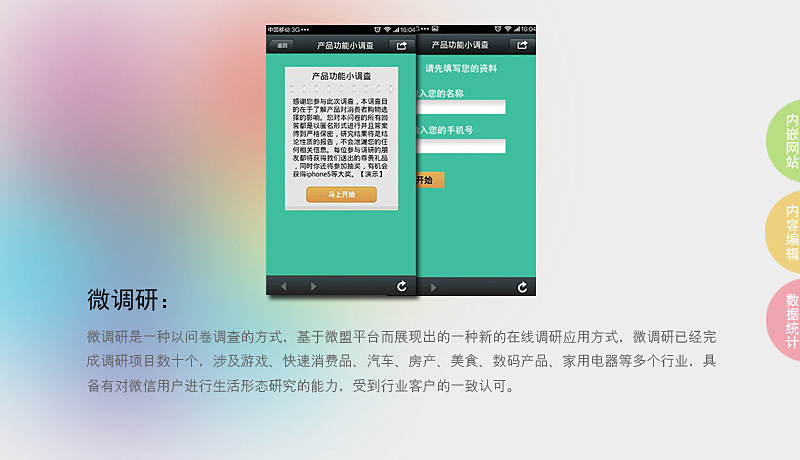 中国移动 3G 16:04
返回 产品功能小调查
产品功能小调查
感谢您参与此次调查，本调查目
的在于了解产品对消费者购物选
择的影响。您对本问卷的所有回
答都是以匿名形式进行并且答案
得到严格保密，研究结果将是结
论性质的报告，不会泄漏您的任
何相关信息。每位参与调研的朋
友都将获得我们送出的尊贵礼品
，同时你还将参加抽奖，有机会
获得iphone5等大奖。【演示】
马上开始
16:04
产品功能小调查
请先填写您的资料
入您的名称
入您的手机号
开始
内嵌网站
内容编辑
数据统计
微调研：
微调研是一种以问卷调查的方式，基于微盟平台而展现出的一种新的在线调研应用方式，微调研已经完
成调研项目数十个，涉及游戏、快速消费品、汽车、房产、美食、数码产品、家用电器等多个行业，具
备有对微信用户进行生活形态研究的能力，受到行业客户的一致认可。